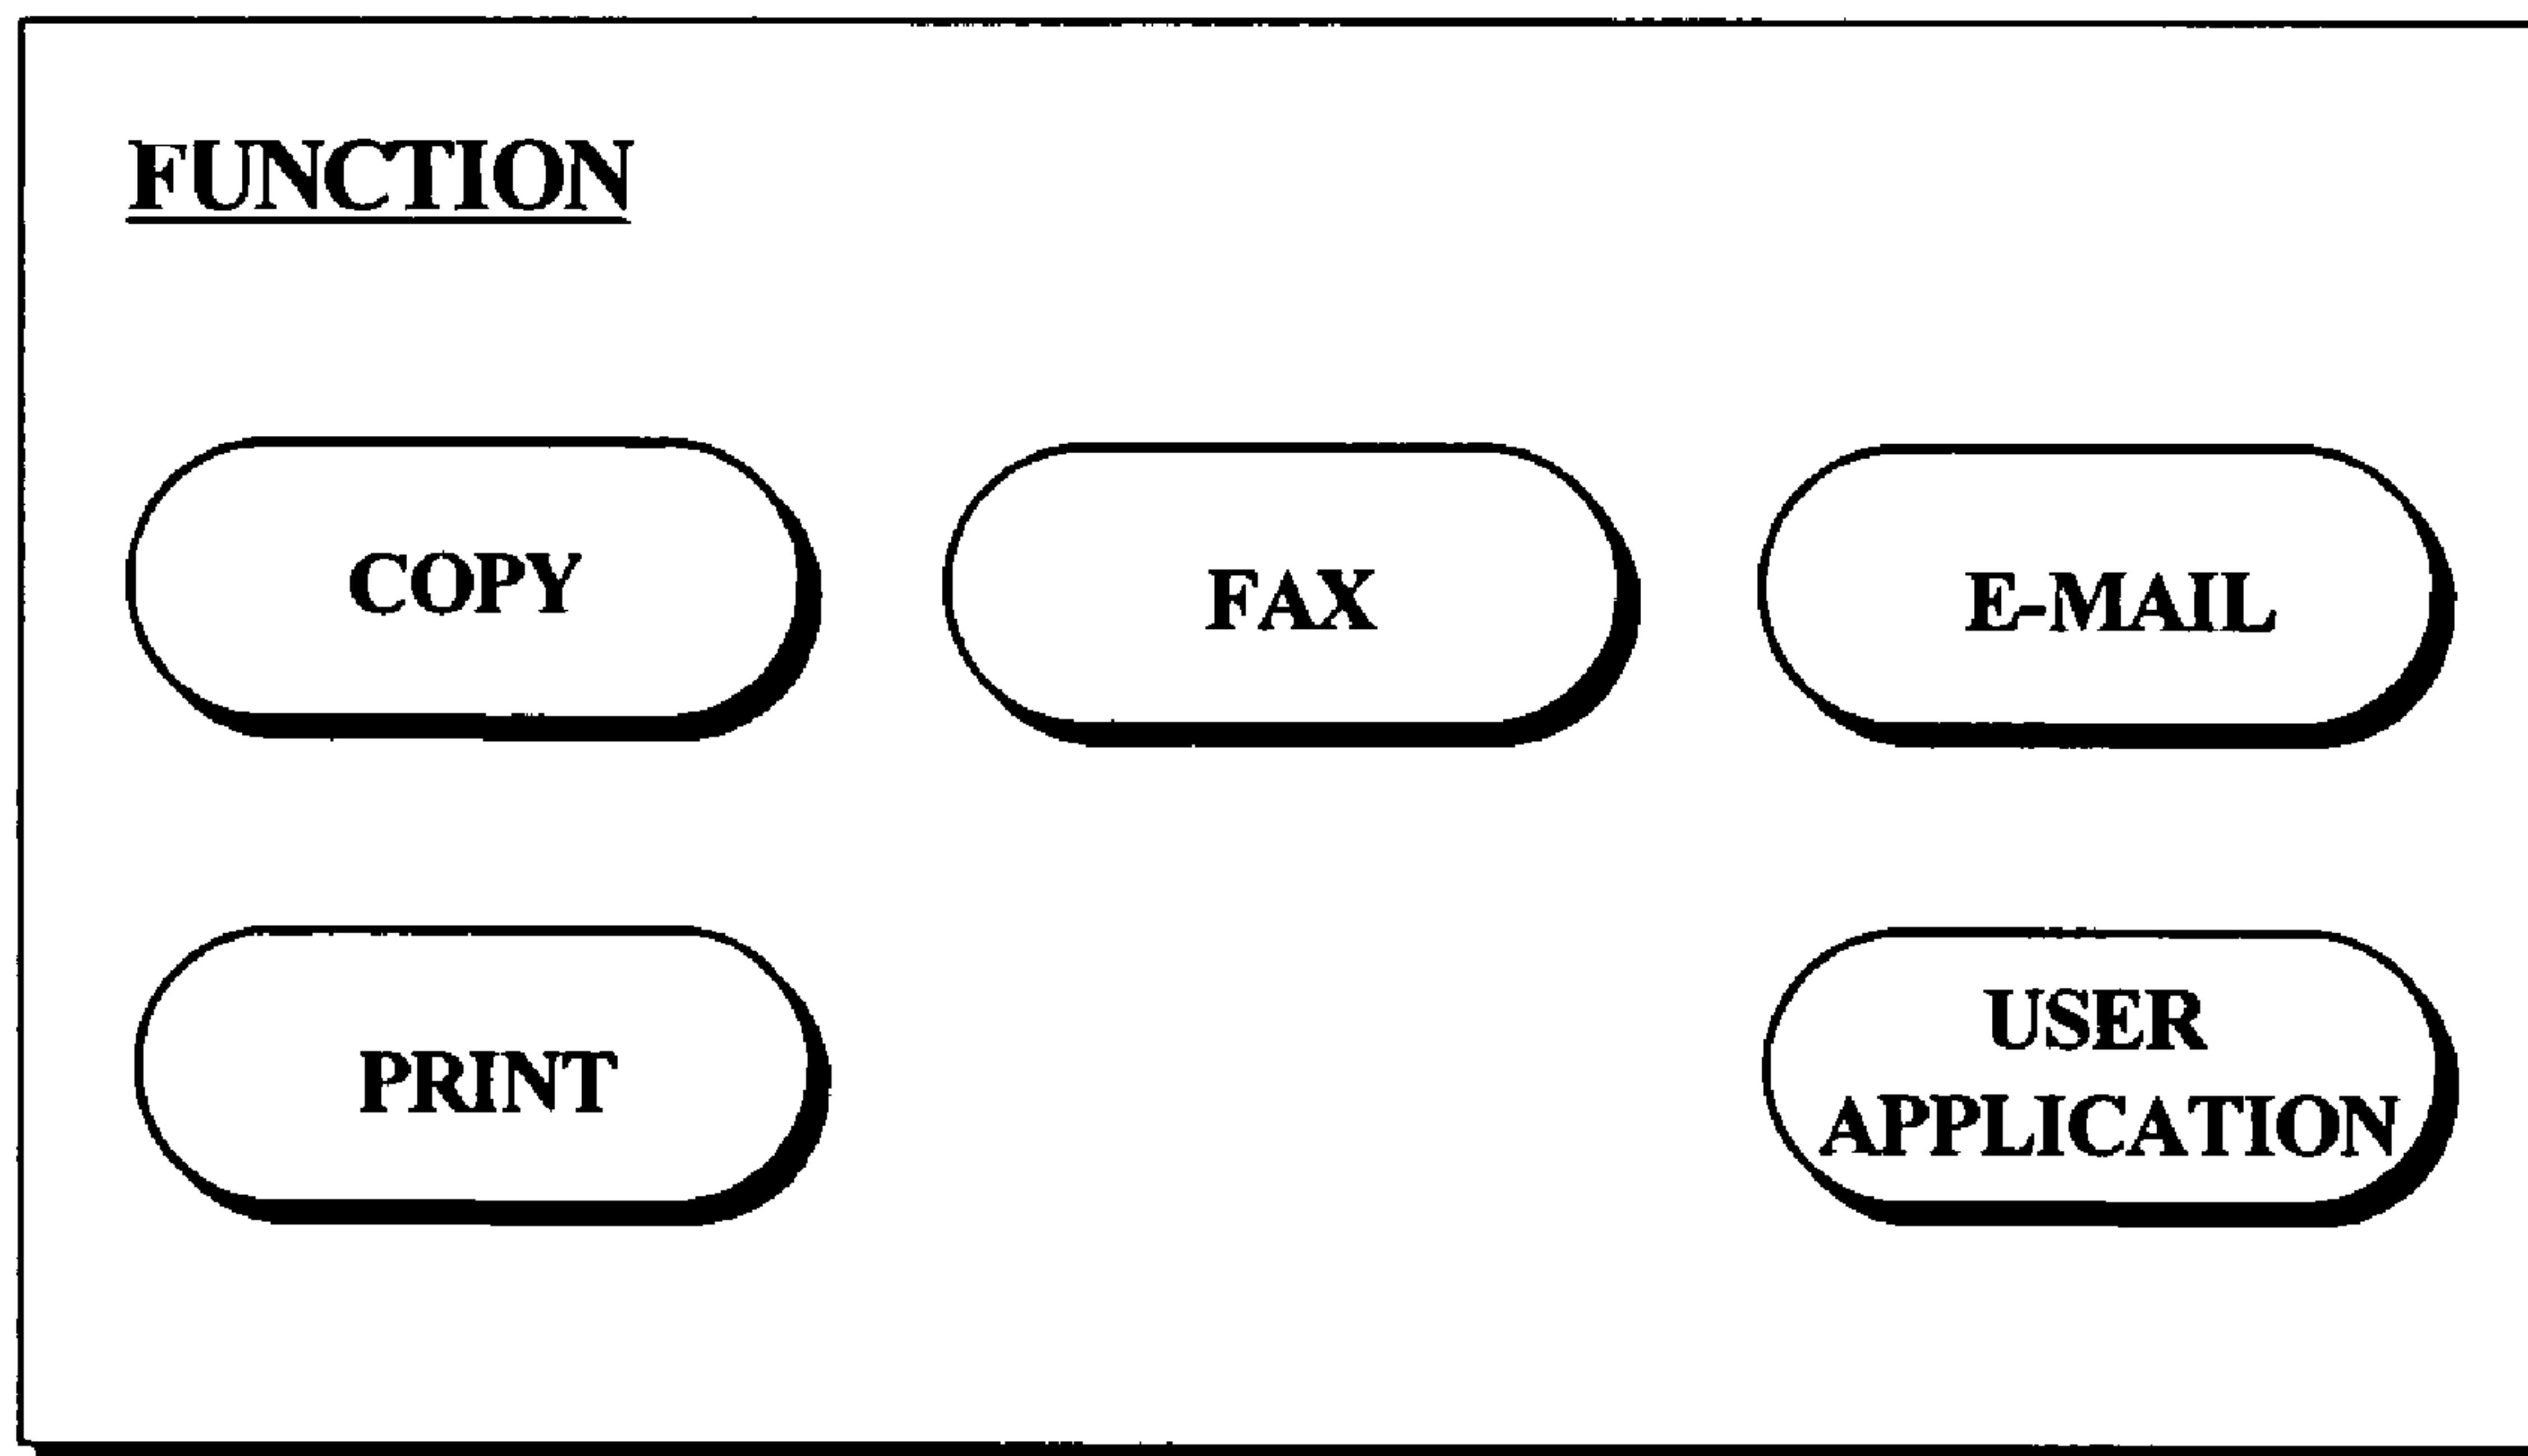 FUNCTION
COPY
FAX
E-MAIL
PRINT
USER
APPLICATION